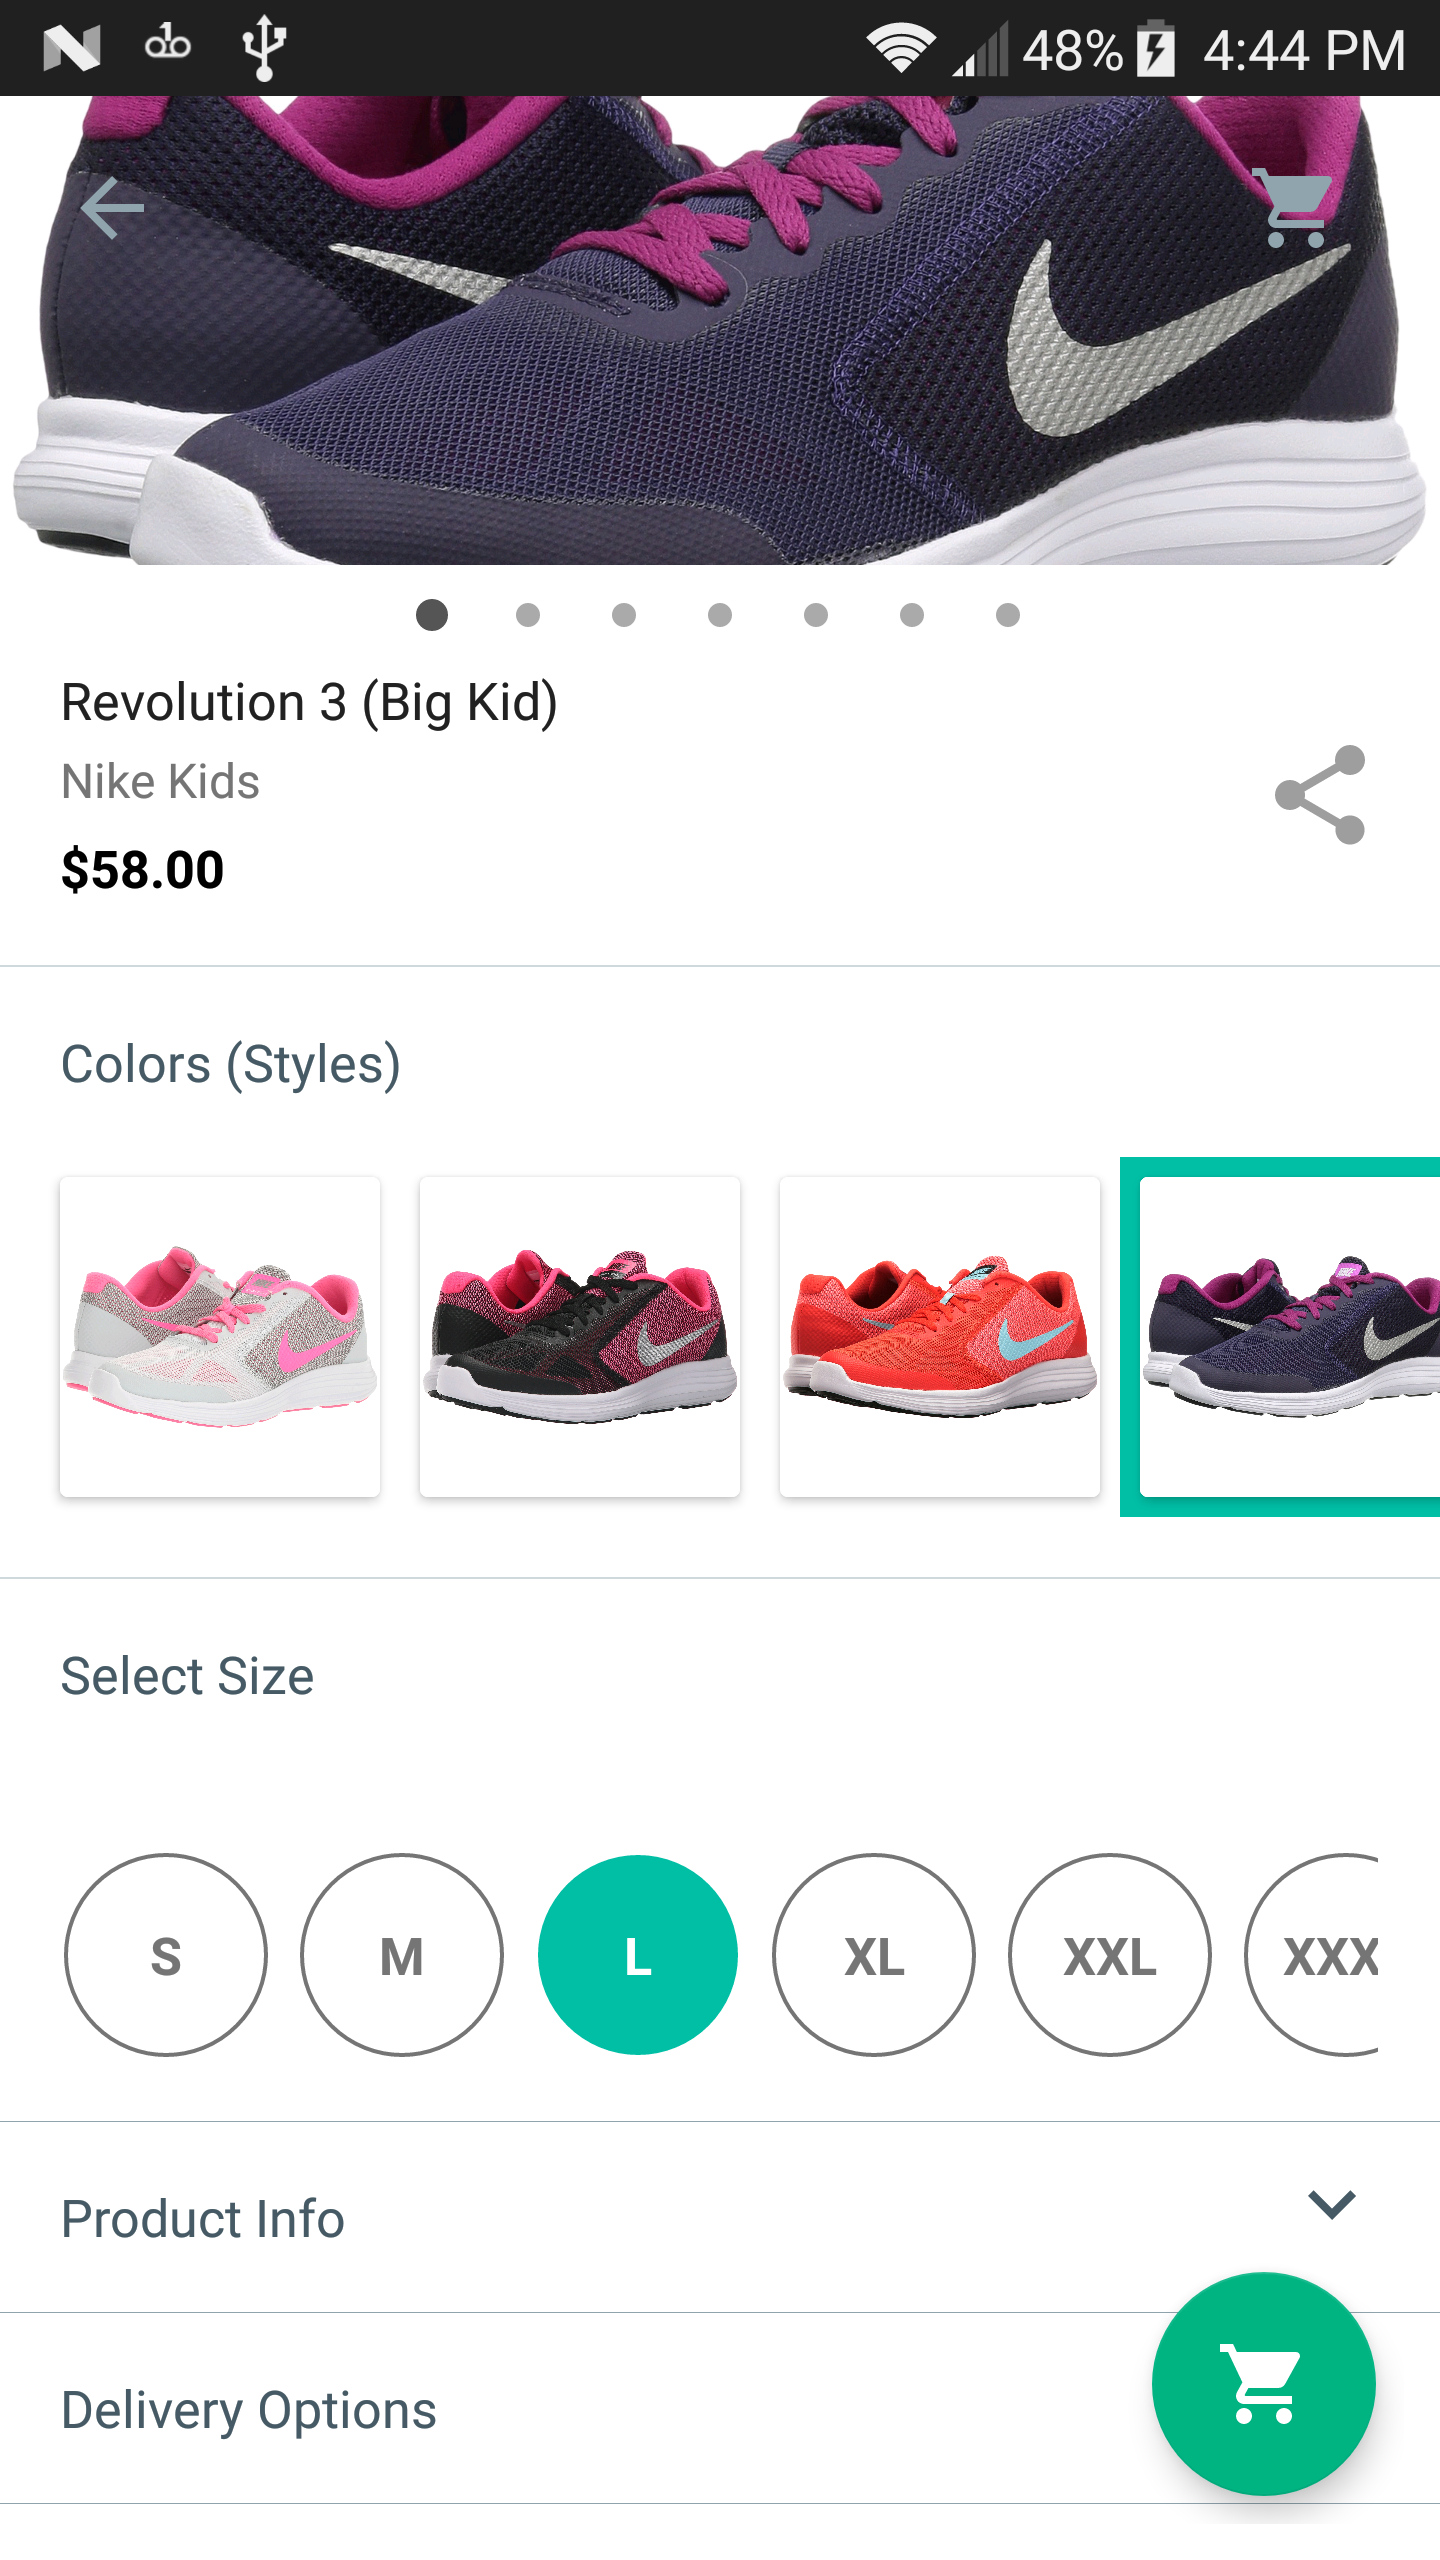 48% 4:44 PM
Revolution 3 (Big Kid)
Nike Kids
$58.00
Colors (Styles)
Select Size
S M L XL XXL XXX
Product Info
Delivery Options